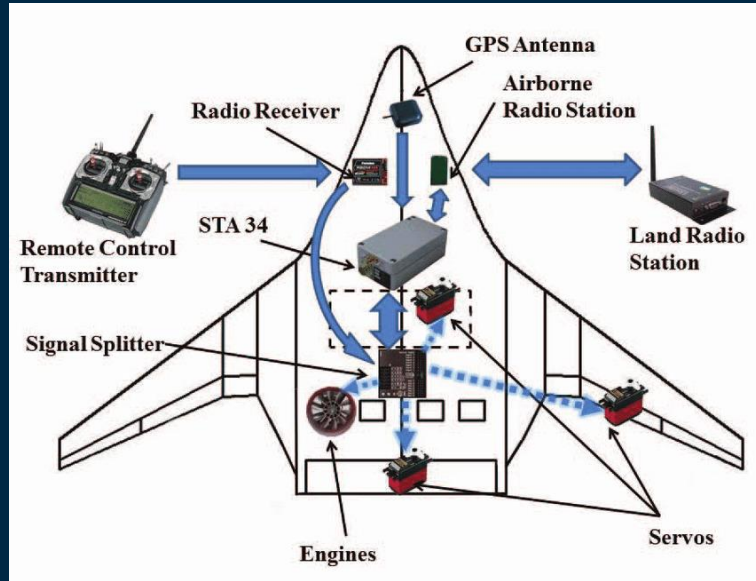 GPS Antenna
Airborne
Radio Station
Radio Receiver
STA 34
Remote Control
Transmitter
Land Radio
Station
Signal Splitter
Servos
Engines